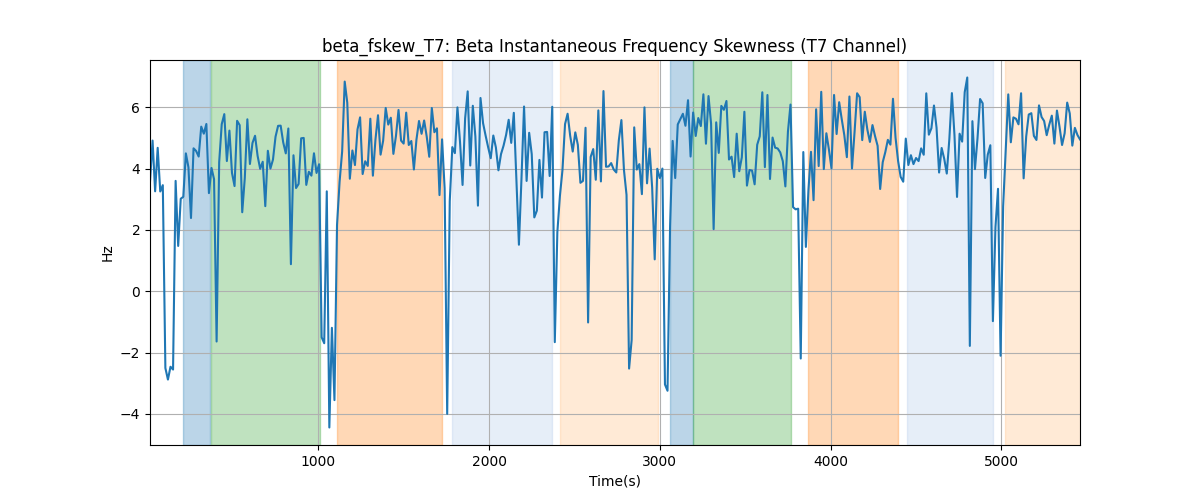 beta_fskew_T7: Beta Instantaneous Frequency Skewness (T7 Channel)
6
4
2
0
−2
−4
Hz
1000 2000 3000 4000 5000
Time(s)